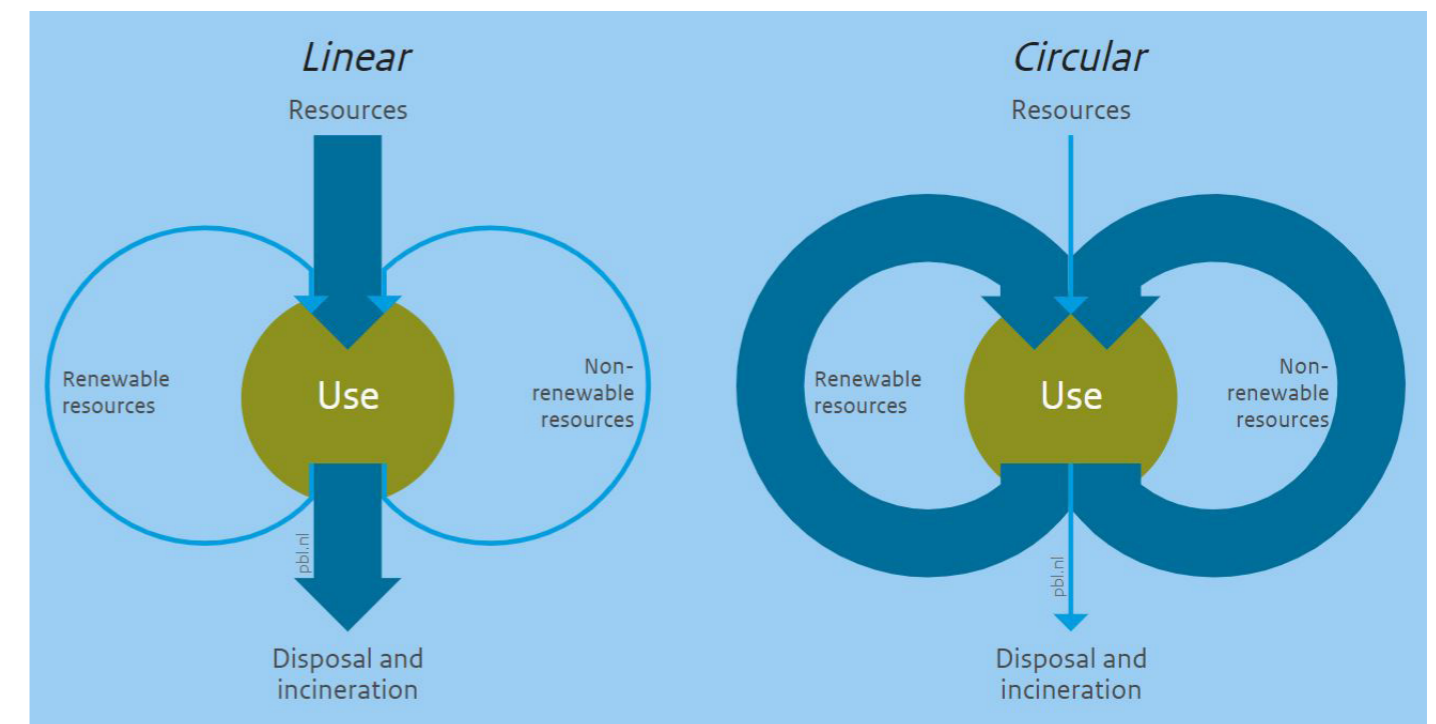 Linear
Resources
Renewable
resources
Use
Non-
renewable
resources
pbl.nl
Disposal and
incineration
Circular
Resources
Renewable
resources
Use
Non-
renewable
resources
pbl.nl
Disposal and
incineration